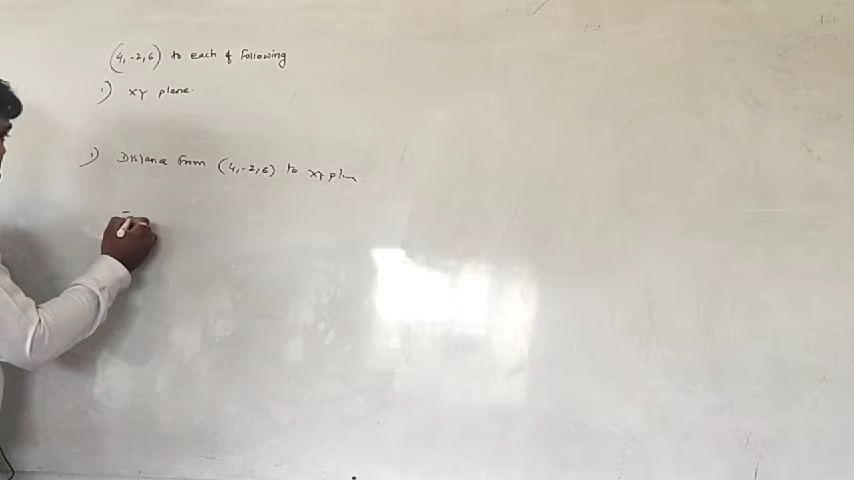 (4,-2,6) to each of Following
i) xy plane.
i) Distance from (4,-2,6) to xy plane